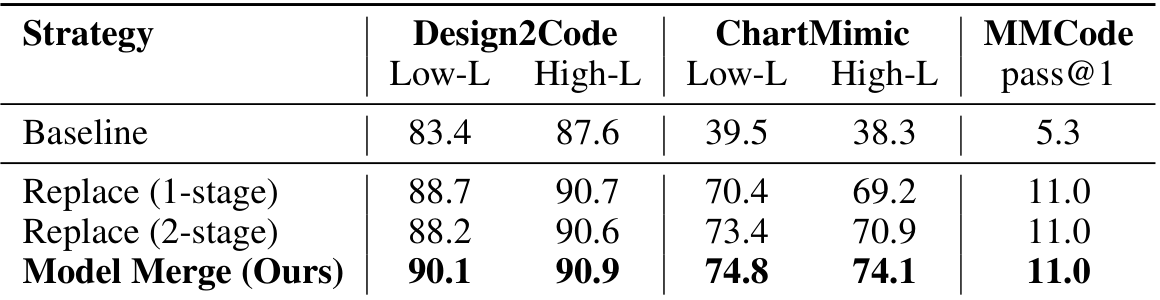 Strategy Design2Code ChartMimic MMCode
Low-L High-L Low-L High-L pass@1
Baseline 83.4 87.6 39.5 38.3 5.3
Replace (1-stage) 88.7 90.7 70.4 69.2 11.0
Replace (2-stage) 88.2 90.6 73.4 70.9 11.0
Model Merge (Ours) 90.1 90.9 74.8 74.1 11.0